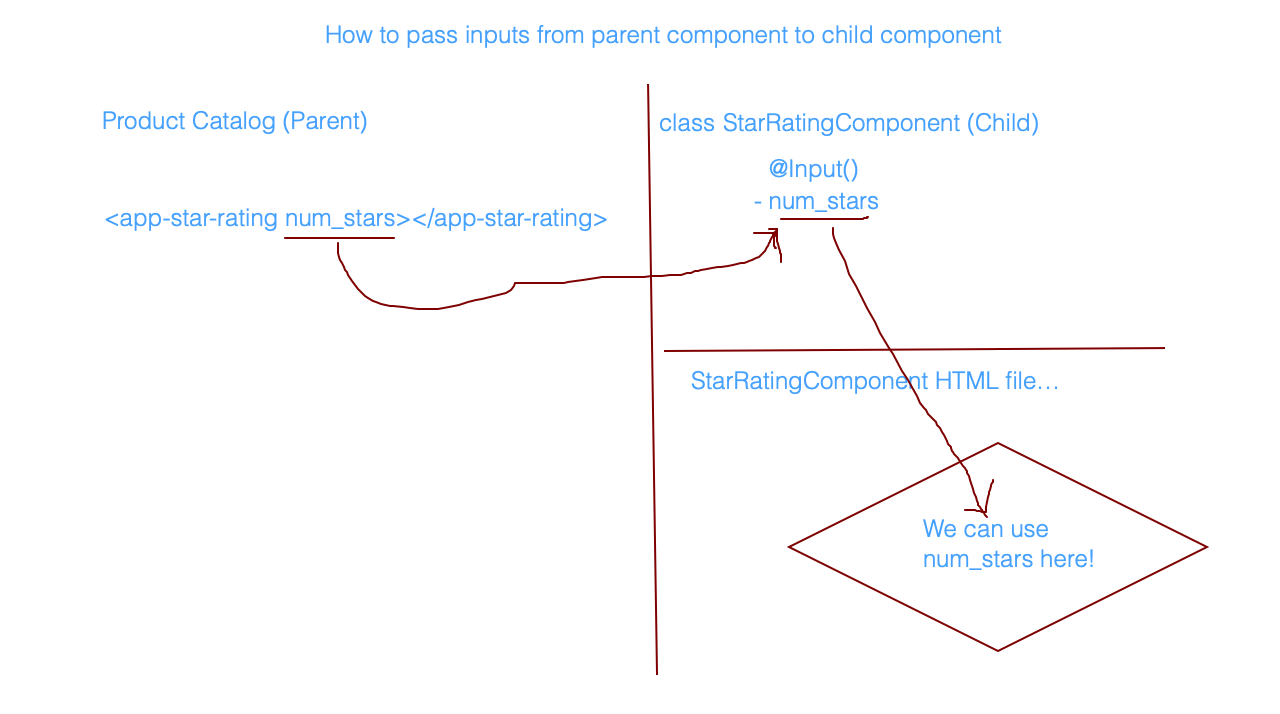 How to pass inputs from parent component to child component
Product Catalog (Parent)
<app-star-rating num_stars></app-star-rating>
class StarRatingComponent (Child)
@Input()
- num_stars
StarRatingComponent HTML file…
We can use
num_stars here!